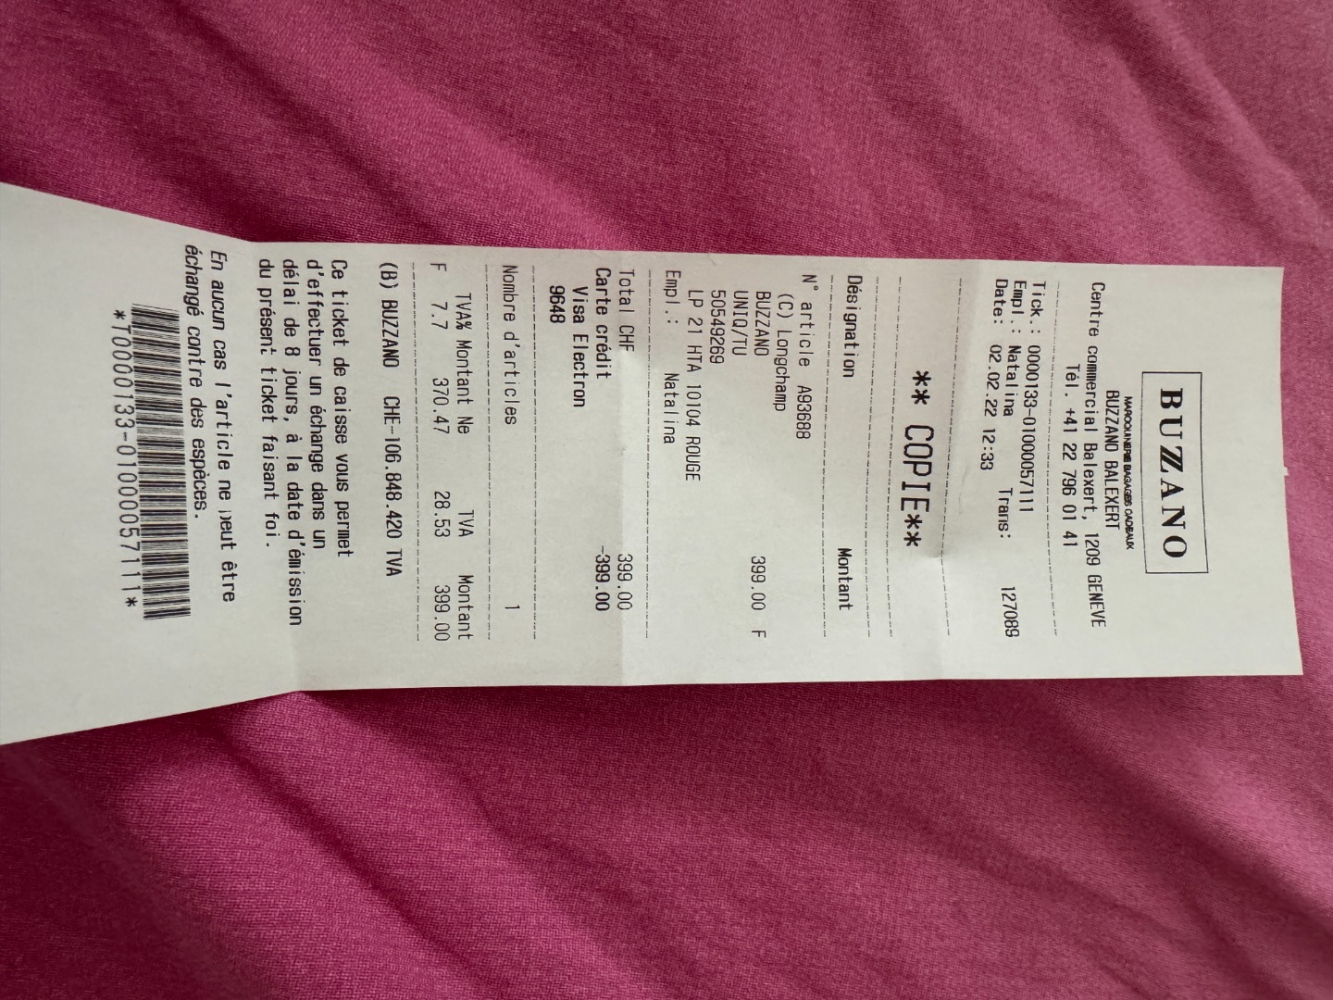 BUZZANO
MAROQUINERIE BAGAGES CADEAUX
BUZZANO BALEXERT
Centre commercial Balexert, 1209 GENEVE
Tél. +41 22 796 01 41
Tick.: 0000133-0100057111
Empl.: Natalina Trans: 127089
Date: 02.02.22 12:33
** COPIE**
Désignation Montant
N° article A93688
(C) Longchamp
BUZZANO 399.00 F
UNIQ/TU
50549269
LP 21 HTA 10104 ROUGE
Empl.: Natalina
Total CHF 399.00
Carte crédit -399.00
Visa Electron
9648
Nombre d'articles 1
TVA% Montant Ne TVA Montant
F 7.7 370.47 28.53 399.00
(B) BUZZANO CHE-106.848.420 TVA
Ce ticket de caisse vous permet
d'effectuer un échange dans un
délai de 8 jours, à la date d'émission
du présent ticket faisant foi.
En aucun cas l'article ne peut être
échangé contre des espèces.
*T0000133-0100057111*